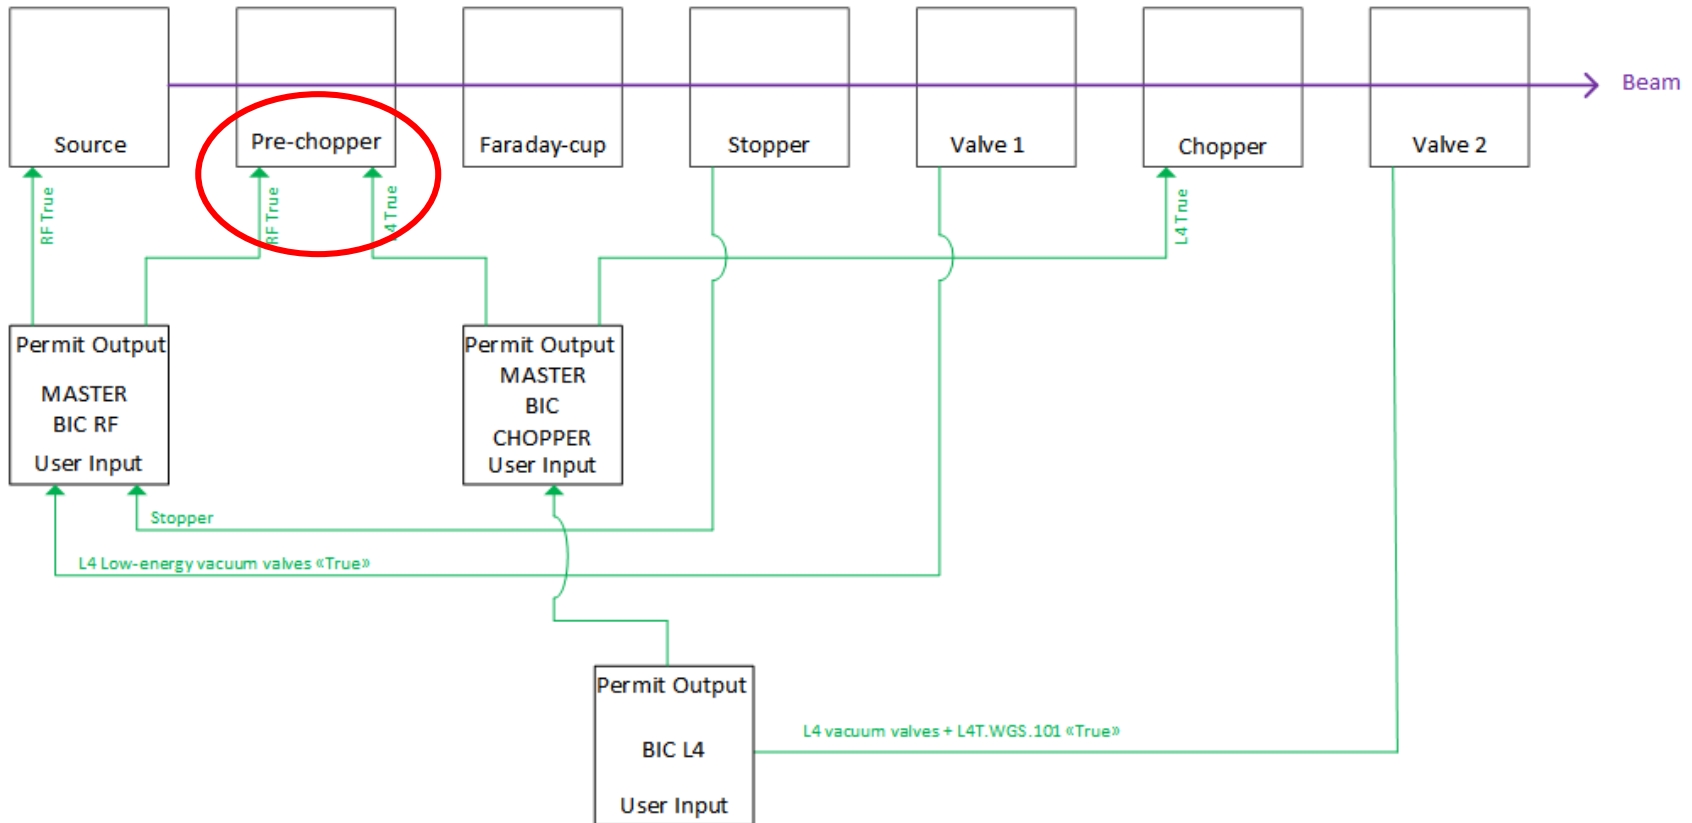 Beam
Source
Pre-chopper
Faraday-cup
Stopper
Valve 1
Chopper
Valve 2
RF True
RF True
L4 True
L4 True
Permit Output
MASTER
BIC RF
User Input
Permit Output
MASTER
BIC
CHOPPER
User Input
Stopper
L4 Low-energy vacuum valves «True»
Permit Output
BIC L4
User Input
L4 vacuum valves + L4T.WGS.101 «True»